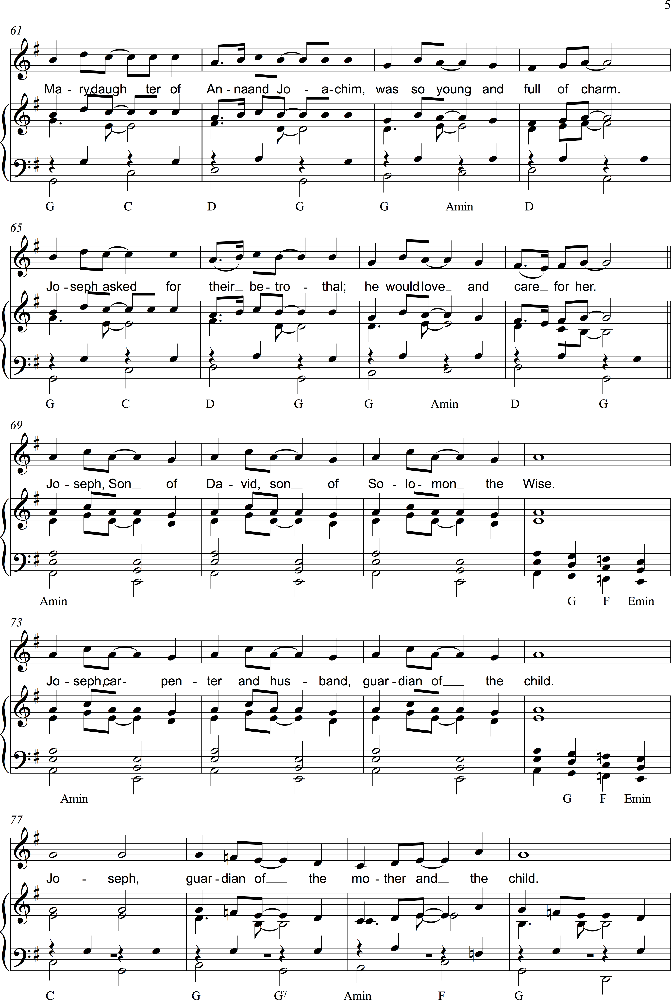 5
61
Ma - ry,daugh ter of An - naand Jo - a - chim, was so young and full of charm.
G C D G G Amin D
65
Jo - seph asked for their_ be - tro - thal; he would love_ and care_ for her.
G C D G G Amin D G
69
Jo - seph, Son_ of Da - vid, son_ of So - lo - mon_ the Wise.
Amin G F Emin
73
Jo - seph,car - pen - ter and hus - band, guar - dian of_ the child.
Amin G F Emin
77
Jo - seph, guar - dian of_ the mo - ther and_ the child.
C G G7 Amin F G